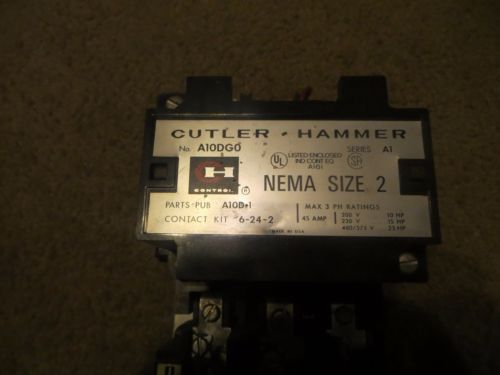 CUTLER-HAMMER
No. A10DG0
UL LISTED-ENCLOSED IND CONT EQ
SERIES A1
CH
CONTROL
NEMA SIZE 2
PARTS PUB
CONTACT KIT 6-24-2
MAX 3 PH RATINGS
45 AMP
200 V 10 HP
230 V 15 HP
460/575 V 25 HP
MADE IN USA